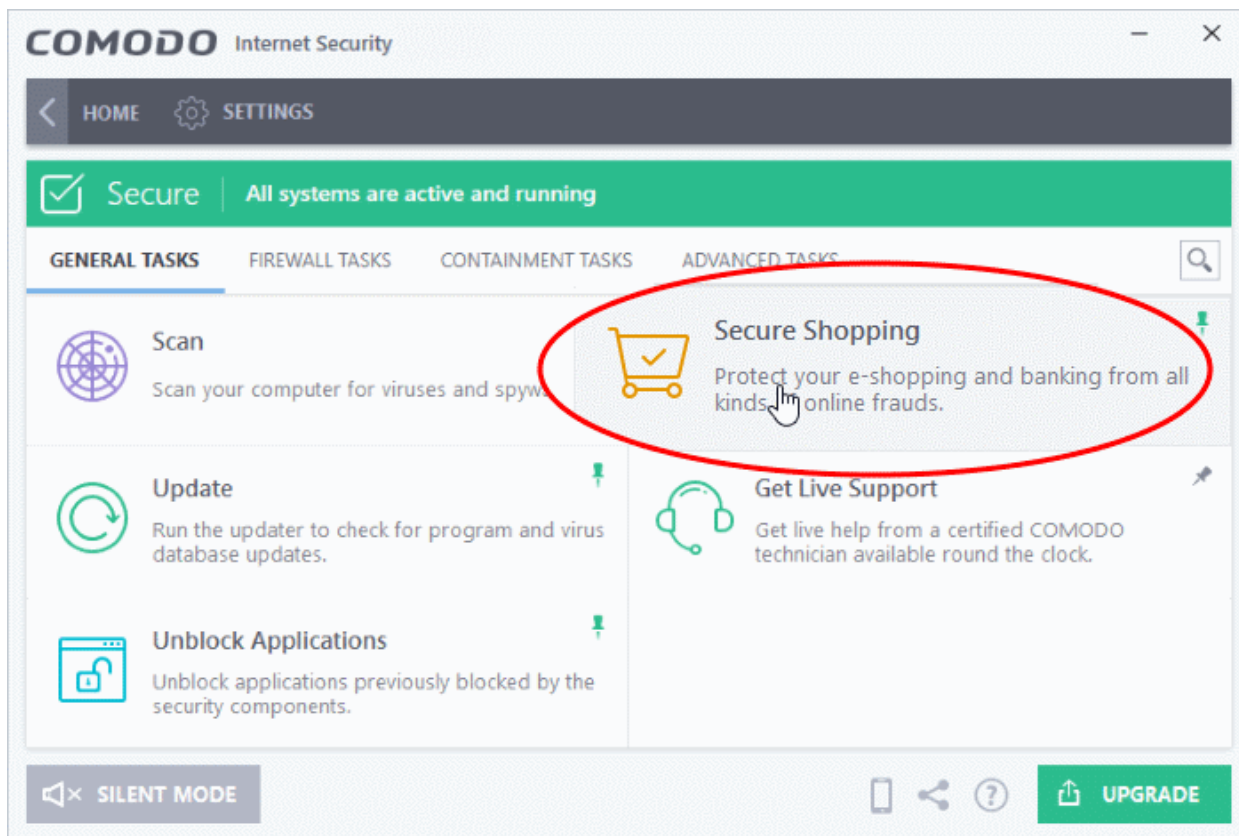 COMODO Internet Security
HOME SETTINGS
Secure All systems are active and running
GENERAL TASKS FIREWALL TASKS CONTAINMENT TASKS ADVANCED TASKS
Scan
Scan your computer for viruses and
Secure Shopping
Protect your e-shopping and banking from all
kinds online frauds.
Update
Run the updater to check for program and virus
database updates.
Get Live Support
Get live help from a certified COMODO
technician available round the clock.
Unblock Applications
Unblock applications previously blocked by the
security components.
SILENT MODE
? UPGRADE